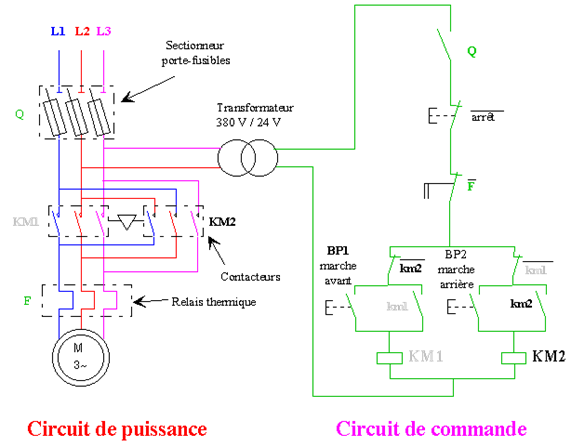 L1 L2 L3
Sectionneur
porte-fusibles
Q
Q
Transformateur
380 V / 24 V
arrêt
F
KM1
KM2
Contacteurs
BP1
marche
avant
km2
BP2
marche
arrière
km1
km1
km2
F
Relais thermique
M
3~
KM1
KM2
Circuit de puissance
Circuit de commande